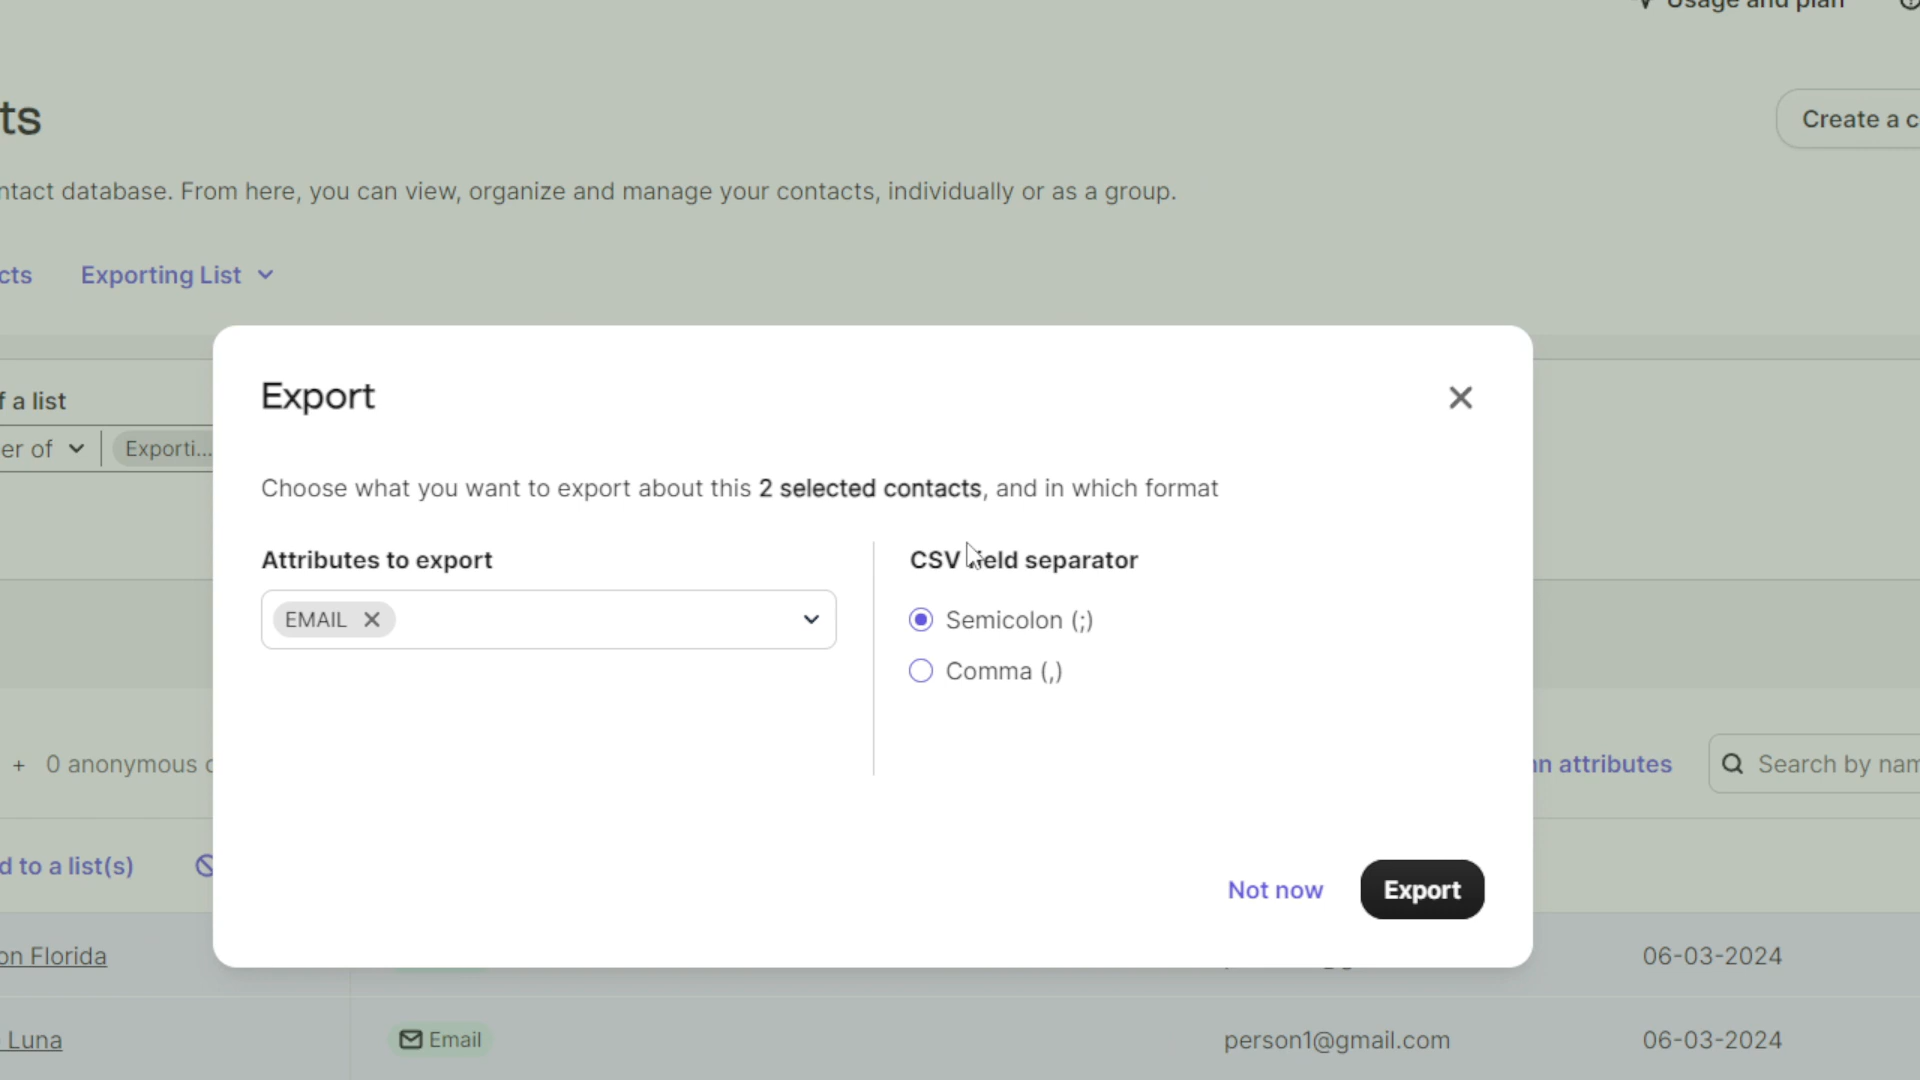 Usage and plan
ts
Create a c
ntact database. From here, you can view, organize and manage your contacts, individually or as a group.
cts Exporting List
f a list
er of Exporti...
Export
Choose what you want to export about this 2 selected contacts, and in which format
Attributes to export
EMAIL
CSV field separator
Semicolon (;)
Comma (,)
+ 0 anonymous c
an attributes
Search by nam
d to a list(s)
Not now Export
on Florida
06-03-2024
Luna
Email
person1@gmail.com
06-03-2024